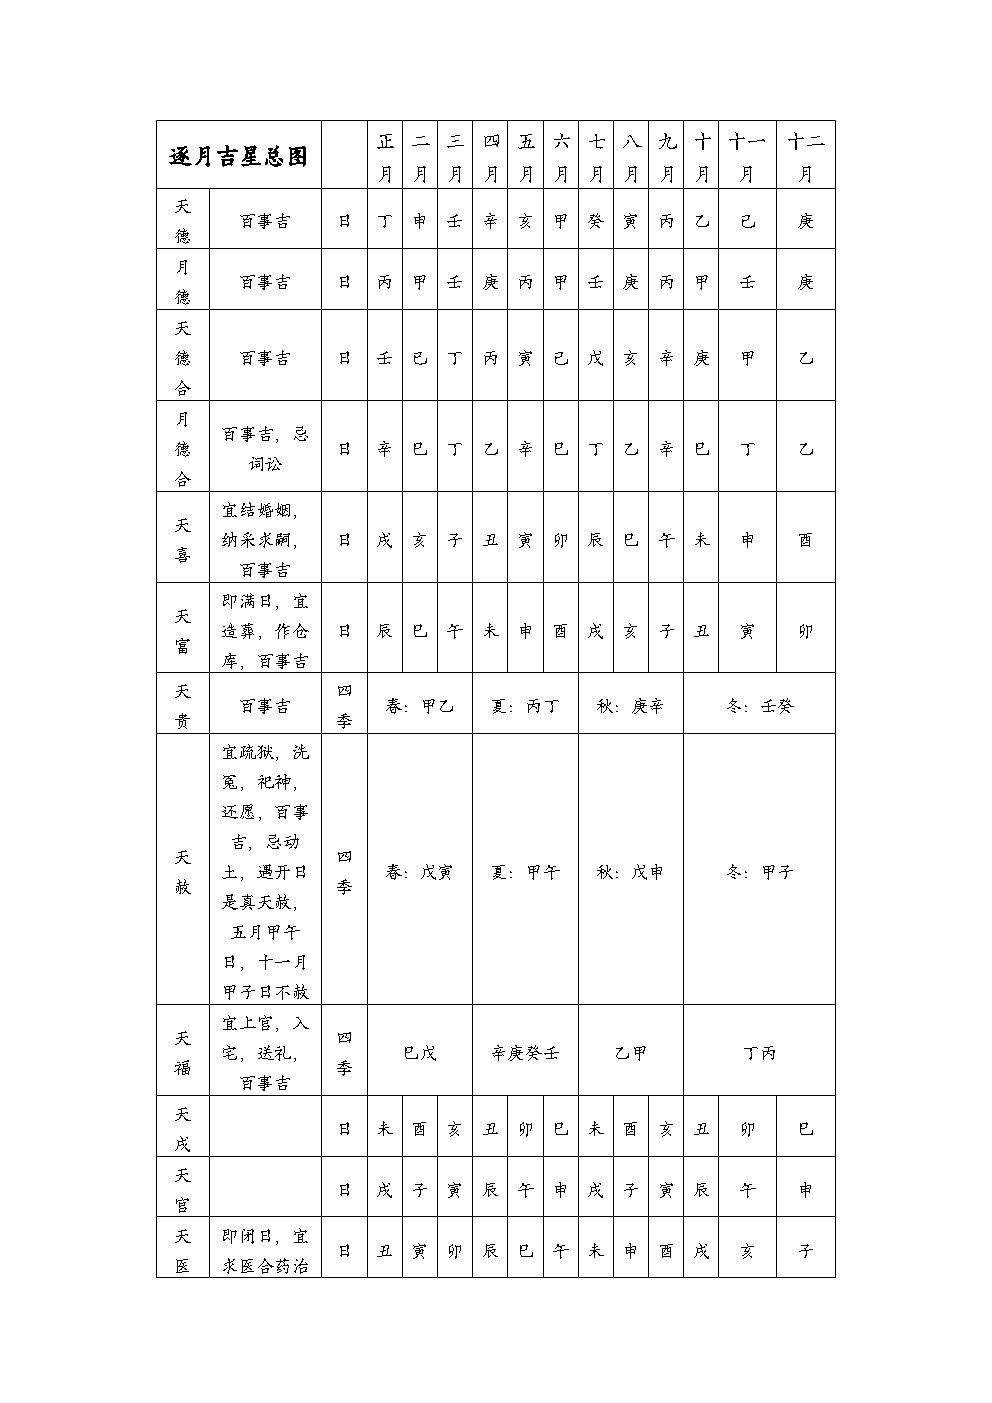 逐月吉星总图 正月 二月 三月 四月 五月 六月 七月 八月 九月 十月 十一月 十二月
天德 百事吉 日 丁 申 壬 辛 亥 甲 癸 寅 丙 乙 己 庚
月德 百事吉 日 丙 甲 壬 庚 丙 甲 壬 庚 丙 甲 壬 庚
天德合 百事吉 日 壬 巳 丁 丙 寅 己 戊 亥 辛 庚 甲 乙
月德合 百事吉，忌词讼 日 辛 巳 丁 乙 辛 巳 丁 乙 辛 巳 丁 乙
天喜 宜结婚姻，纳采求嗣，百事吉 日 戌 亥 子 丑 寅 卯 辰 巳 午 未 申 酉
天富 即满日，宜造葬，作仓库，百事吉 日 辰 巳 午 未 申 酉 戌 亥 子 丑 寅 卯
天贵 百事吉 四季 春：甲乙 夏：丙丁 秋：庚辛 冬：壬癸
天赦 宜疏狱，洗冤，祀神，还愿，百事吉，忌动土，遇开日是真天赦，五月甲午日，十一月甲子日不赦 四季 春：戊寅 夏：甲午 秋：戊申 冬：甲子
天福 宜上官，入宅，送礼，百事吉 四季 巳戊 辛庚癸壬 乙甲 丁丙
天戌 日 未 酉 亥 丑 卯 巳 未 酉 亥 丑 卯 巳
天官 日 戌 子 寅 辰 午 申 戌 子 寅 辰 午 申
天医 即闭日，宜求医合药治 日 丑 寅 卯 辰 巳 午 未 申 酉 戌 亥 子